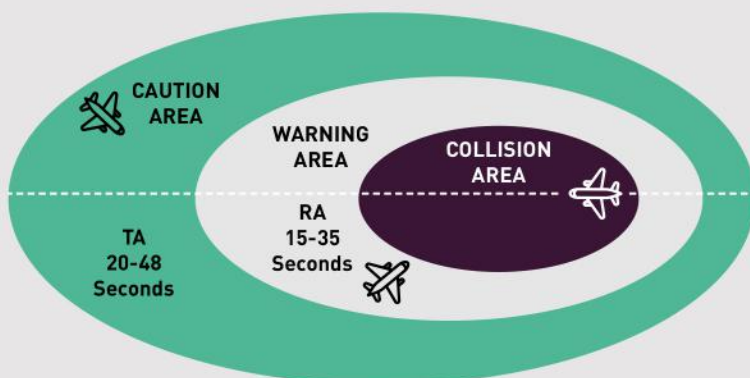 CAUTION
AREA
WARNING
AREA
COLLISION
AREA
TA
20-48
Seconds
RA
15-35
Seconds